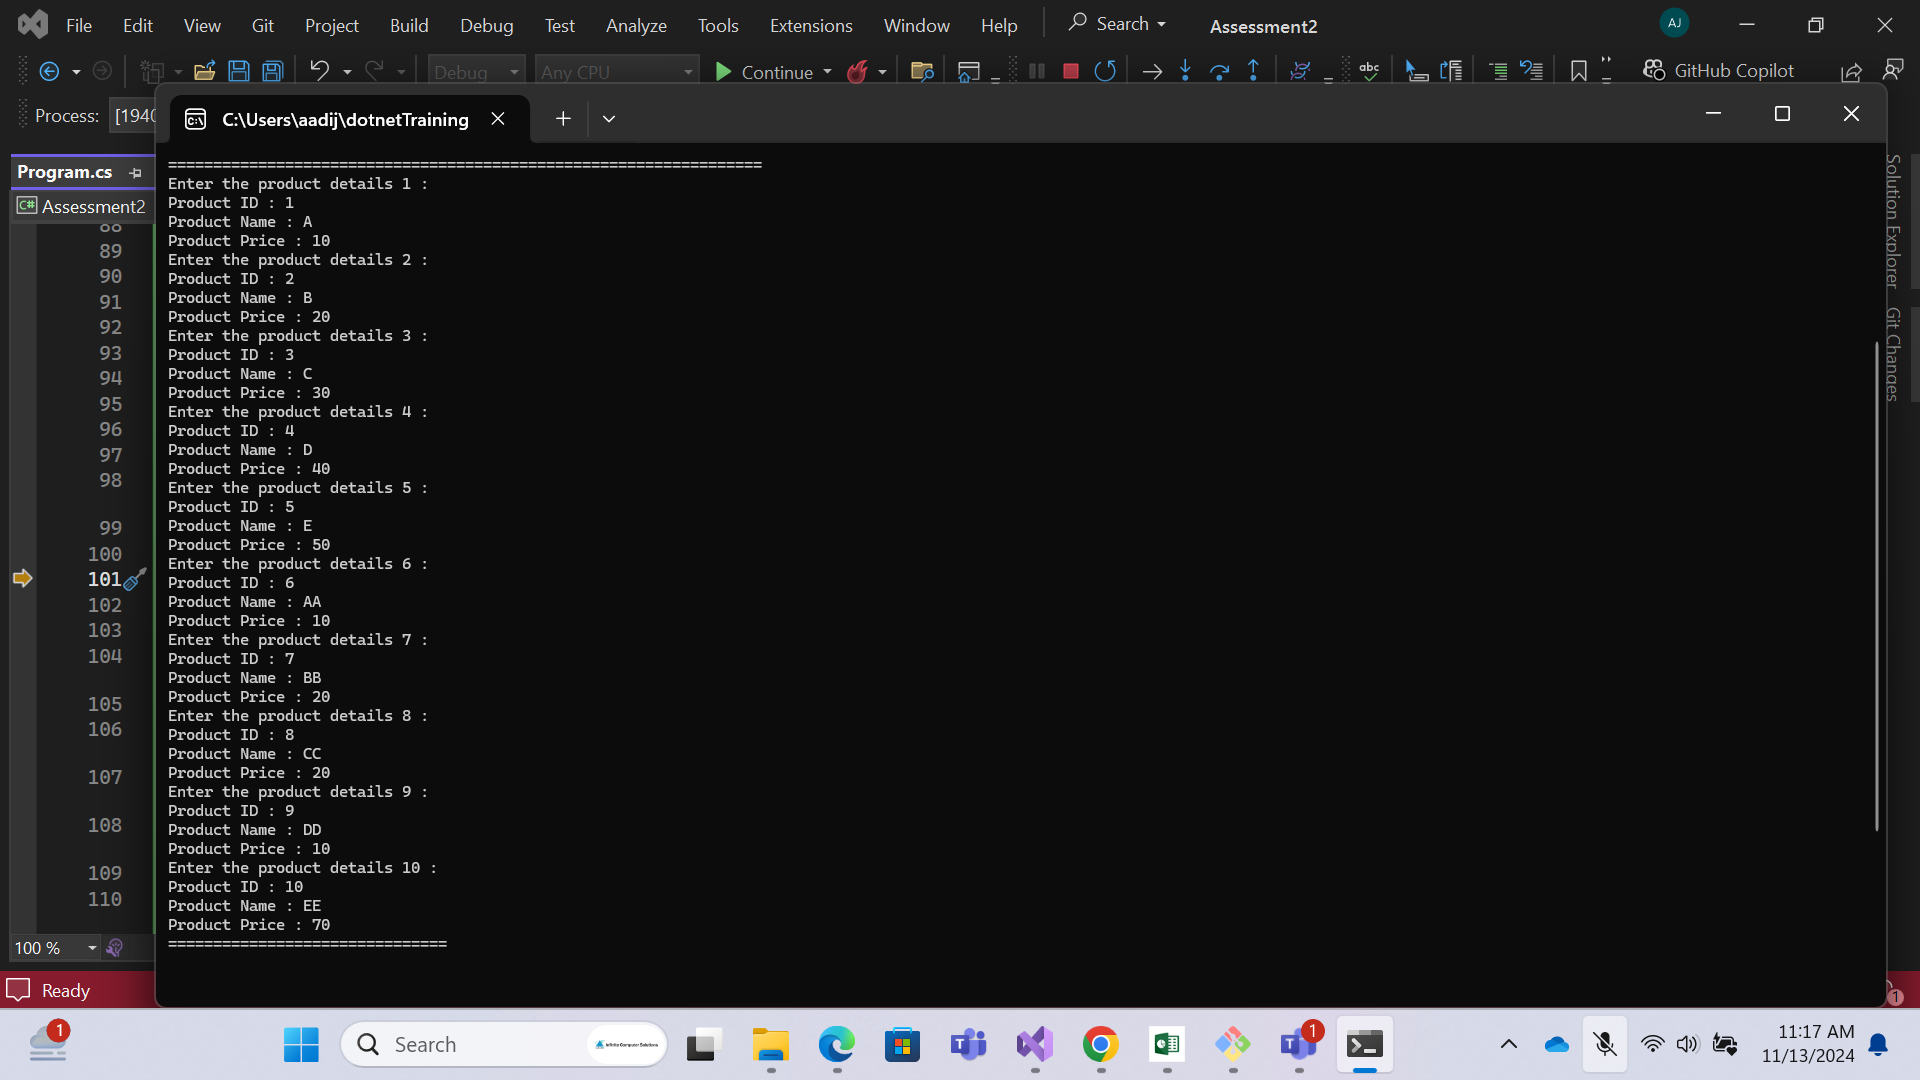 File Edit View Git Project Build Debug Test Analyze Tools Extensions Window Help Search Assessment2 AJ
Debug Any CPU Continue abc GitHub Copilot
Process: [1940
C:\Users\aadij\dotnetTraining
Program.cs
C# Assessment2
Solution Explorer
Git Changes
88
89
90
91
92
93
94
95
96
97
98
99
100
101
102
103
104
105
106
107
108
109
110
==================================================================
Enter the product details 1 :
Product ID : 1
Product Name : A
Product Price : 10
Enter the product details 2 :
Product ID : 2
Product Name : B
Product Price : 20
Enter the product details 3 :
Product ID : 3
Product Name : C
Product Price : 30
Enter the product details 4 :
Product ID : 4
Product Name : D
Product Price : 40
Enter the product details 5 :
Product ID : 5
Product Name : E
Product Price : 50
Enter the product details 6 :
Product ID : 6
Product Name : AA
Product Price : 10
Enter the product details 7 :
Product ID : 7
Product Name : BB
Product Price : 20
Enter the product details 8 :
Product ID : 8
Product Name : CC
Product Price : 20
Enter the product details 9 :
Product ID : 9
Product Name : DD
Product Price : 10
Enter the product details 10 :
Product ID : 10
Product Name : EE
Product Price : 70
===============================
100 %
Ready 1
1 Search Infinite Computer Solutions 1 11:17 AM
11/13/2024